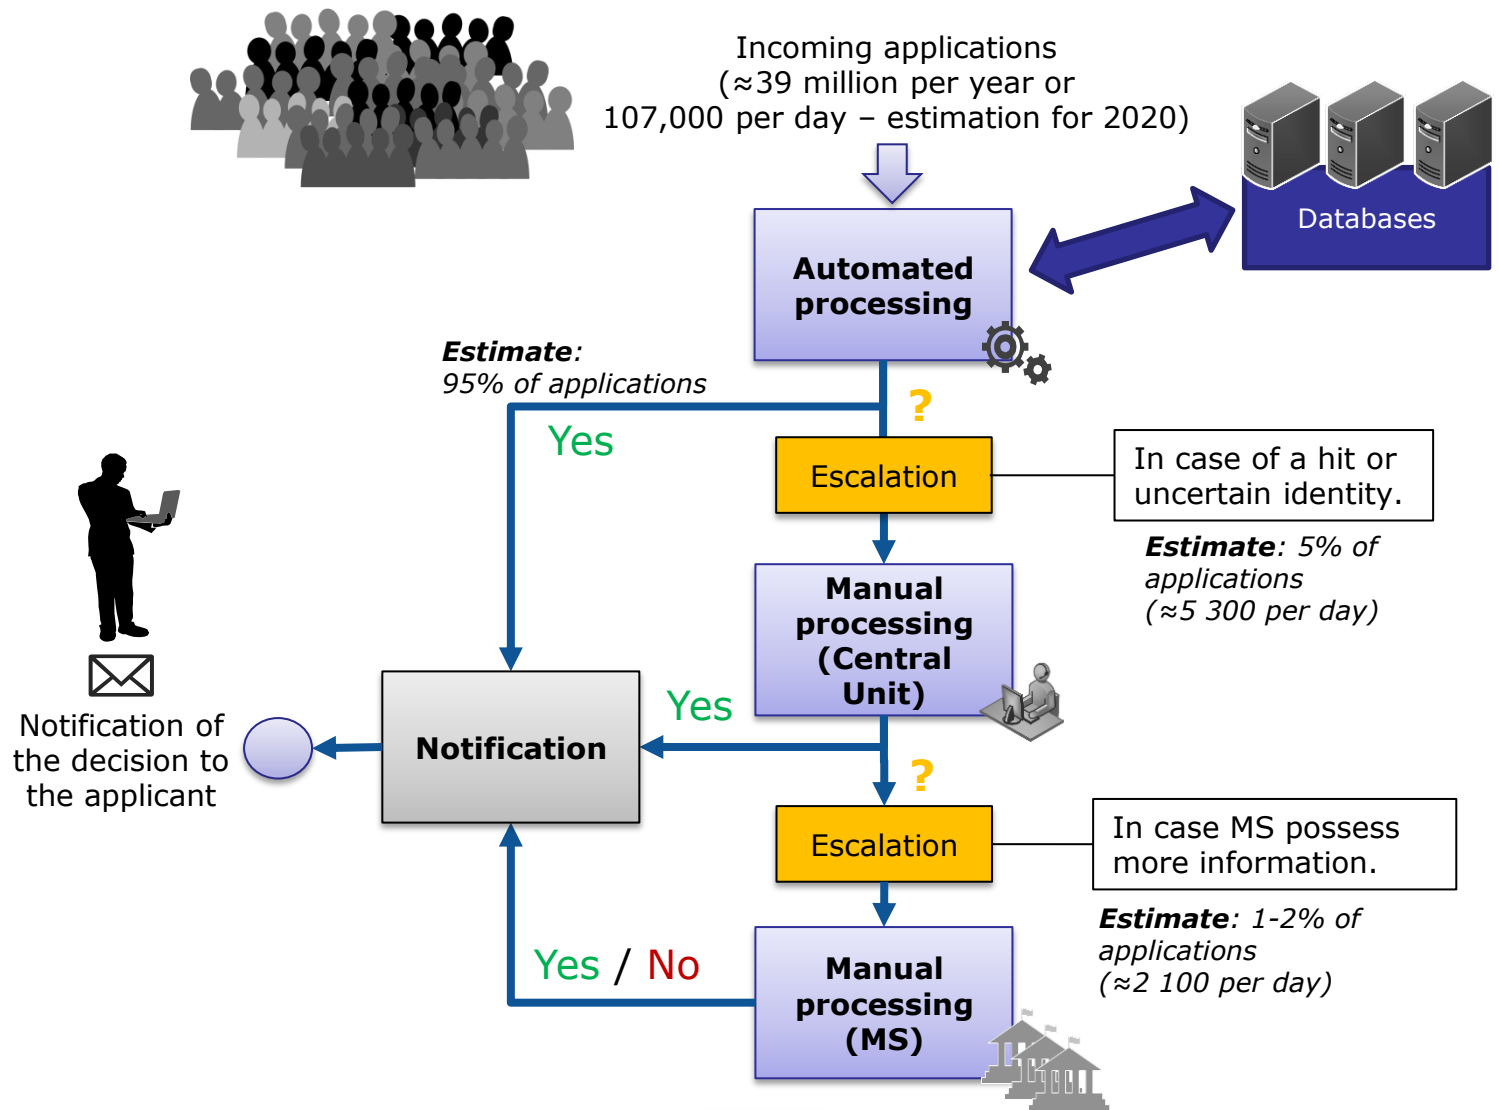 Incoming applications
(≈39 million per year or
107,000 per day – estimation for 2020)
Databases
Automated
processing
Estimate:
95% of applications
?
Yes
Escalation
In case of a hit or
uncertain identity.
Estimate: 5% of
applications
(≈5 300 per day)
Manual
processing
(Central
Unit)
Yes
Notification
Notification of
the decision to
the applicant
?
Escalation
In case MS possess
more information.
Estimate: 1-2% of
applications
(≈2 100 per day)
Yes / No
Manual
processing
(MS)